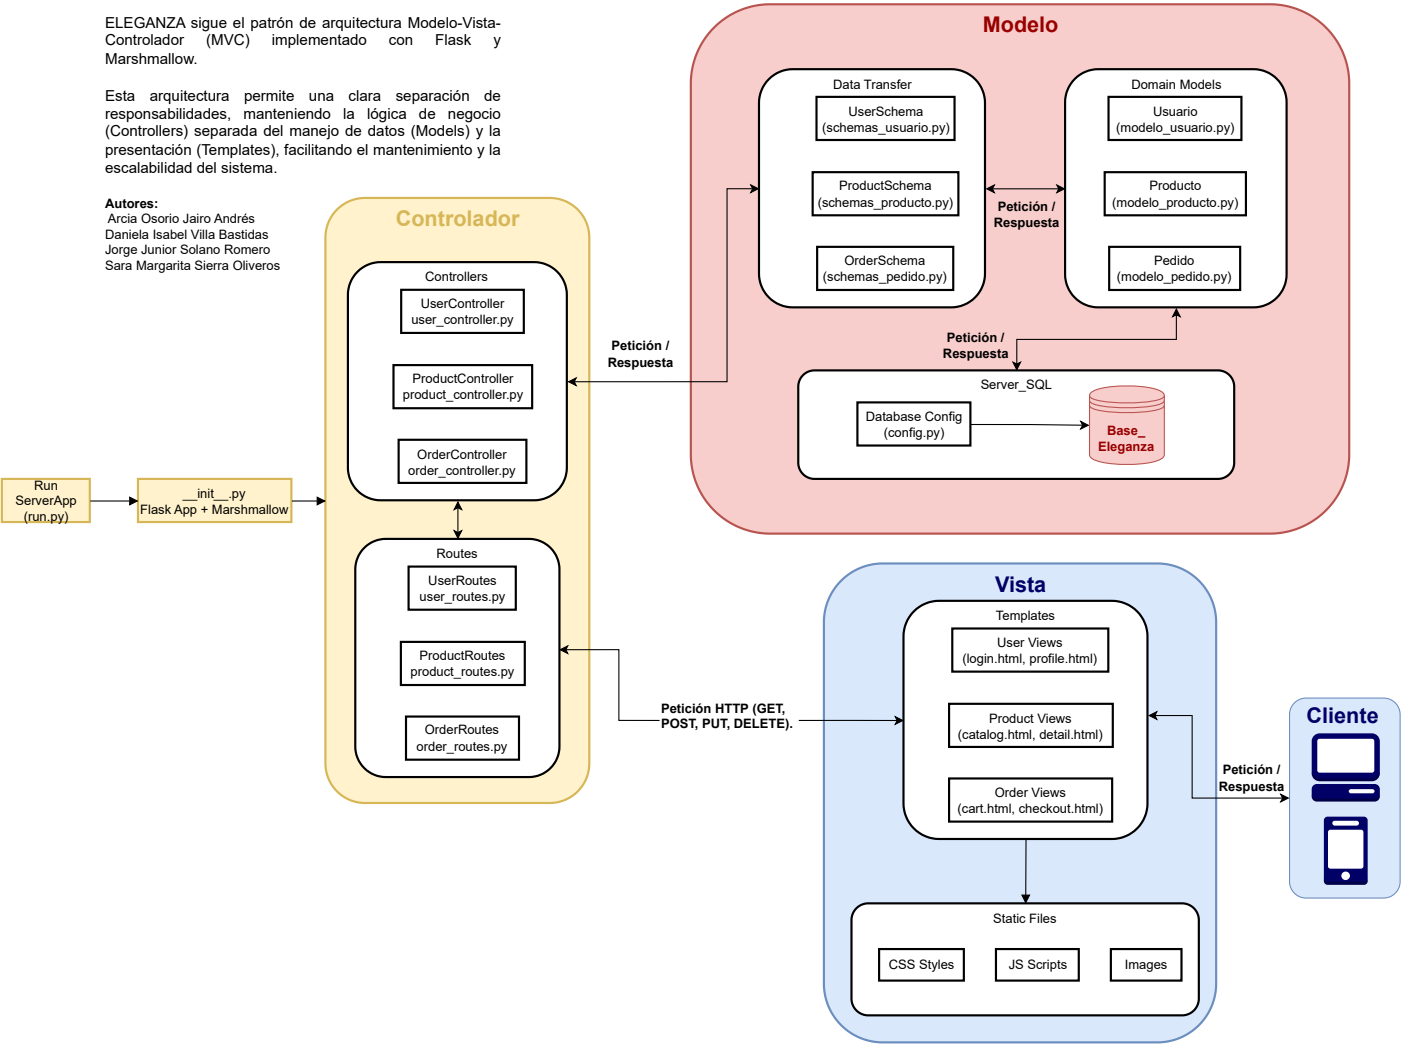 ELEGANZA sigue el patrón de arquitectura Modelo-Vista-
Controlador (MVC) implementado con Flask y
Marshmallow.
Esta arquitectura permite una clara separación de
responsabilidades, manteniendo la lógica de negocio
(Controllers) separada del manejo de datos (Models) y la
presentación (Templates), facilitando el mantenimiento y la
escalabilidad del sistema.
Autores:
Arcia Osorio Jairo Andrés
Daniela Isabel Villa Bastidas
Jorge Junior Solano Romero
Sara Margarita Sierra Oliveros
Run
ServerApp
(run.py)
__init__.py
Flask App + Marshmallow
Controlador
Controllers
UserController
user_controller.py
ProductController
product_controller.py
OrderController
order_controller.py
Routes
UserRoutes
user_routes.py
ProductRoutes
product_routes.py
OrderRoutes
order_routes.py
Petición /
Respuesta
Modelo
Data Transfer
UserSchema
(schemas_usuario.py)
ProductSchema
(schemas_producto.py)
OrderSchema
(schemas_pedido.py)
Petición /
Respuesta
Domain Models
Usuario
(modelo_usuario.py)
Producto
(modelo_producto.py)
Pedido
(modelo_pedido.py)
Petición /
Respuesta
Server_SQL
Database Config
(config.py)
Base_
Eleganza
Petición HTTP (GET,
POST, PUT, DELETE).
Vista
Templates
User Views
(login.html, profile.html)
Product Views
(catalog.html, detail.html)
Order Views
(cart.html, checkout.html)
Static Files
CSS Styles
JS Scripts
Images
Petición /
Respuesta
Cliente